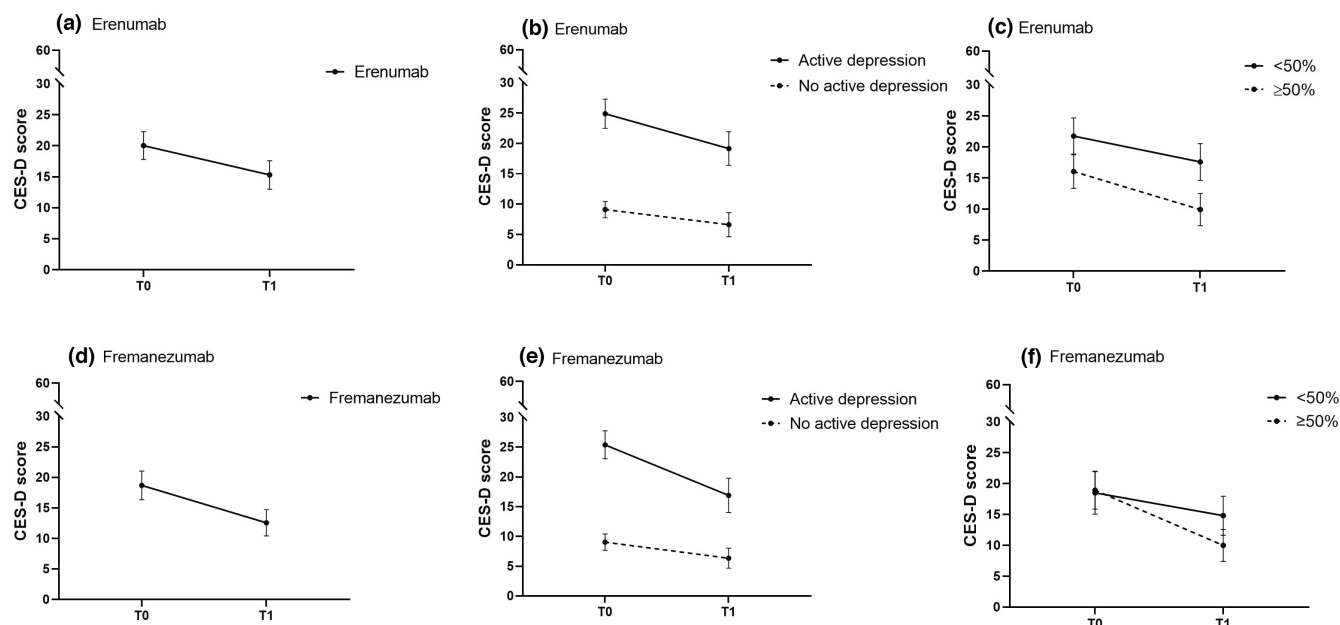 (a) Erenumab
60
30
25
20
15
10
5
0
CES-D score
T0 T1
Erenumab
(b) Erenumab
60
30
25
20
15
10
5
0
CES-D score
T0 T1
Active depression
No active depression
(c) Erenumab
60
30
25
20
15
10
5
0
CES-D score
T0 T1
<50%
≥50%
(d) Fremanezumab
60
30
25
20
15
10
5
0
CES-D score
T0 T1
Fremanezumab
(e) Fremanezumab
60
30
25
20
15
10
5
0
CES-D score
T0 T1
Active depression
No active depression
(f) Fremanezumab
60
30
25
20
15
10
5
0
CES-D score
T0 T1
<50%
≥50%